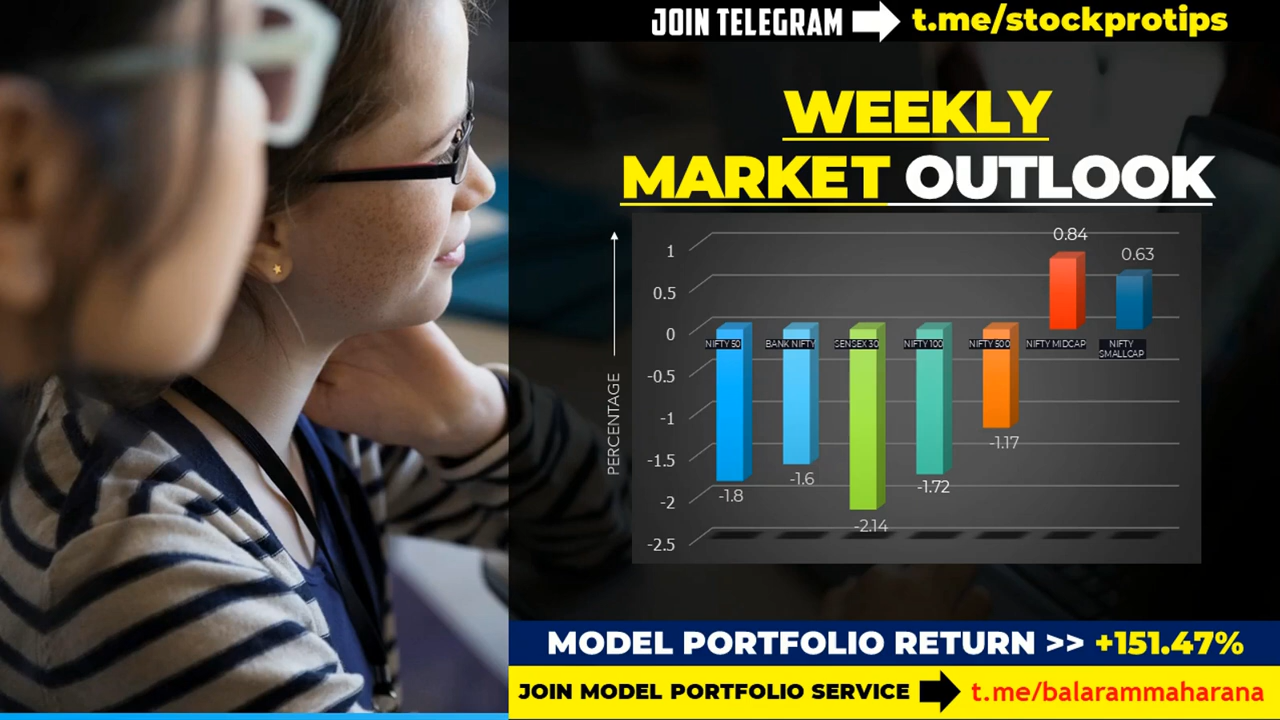 JOIN TELEGRAM t.me/stockprotips
WEEKLY
MARKET OUTLOOK
PERCENTAGE
1
0.5
0
-0.5
-1
-1.5
-2
-2.5
0.84
0.63
NIFTY 50
BANK NIFTY
SENSEX 30
NIFTY 100
NIFTY 500
NIFTY MIDCAP
NIFTY
SMALLCAP
-1.8
-1.6
-2.14
-1.72
-1.17
MODEL PORTFOLIO RETURN >> +151.47%
JOIN MODEL PORTFOLIO SERVICE t.me/balarammaharana